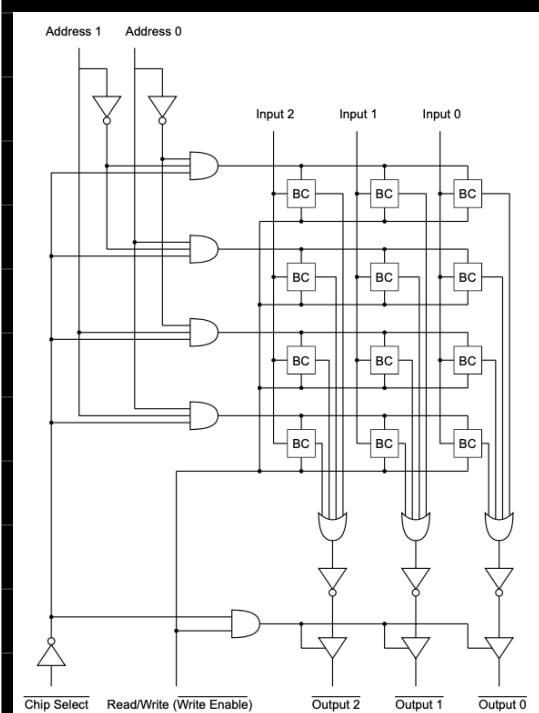 Address 1 Address 0
Input 2 Input 1 Input 0
BC BC BC
BC BC BC
BC BC BC
BC BC BC
Chip Select Read/Write (Write Enable) Output 2 Output 1 Output 0